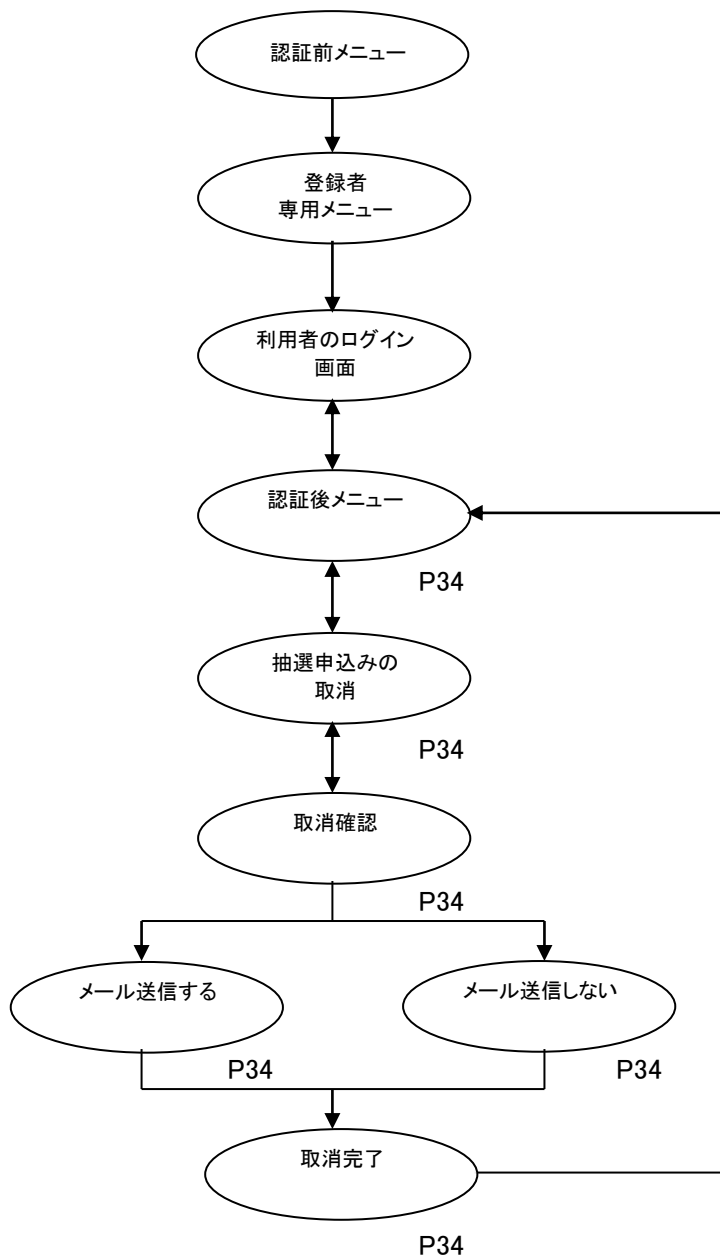 認証前メニュー
登録者
専用メニュー
利用者のログイン
画面
認証後メニュー
P34
抽選申込みの
取消
P34
取消確認
P34
メール送信する
メール送信しない
P34
P34
取消完了
P34